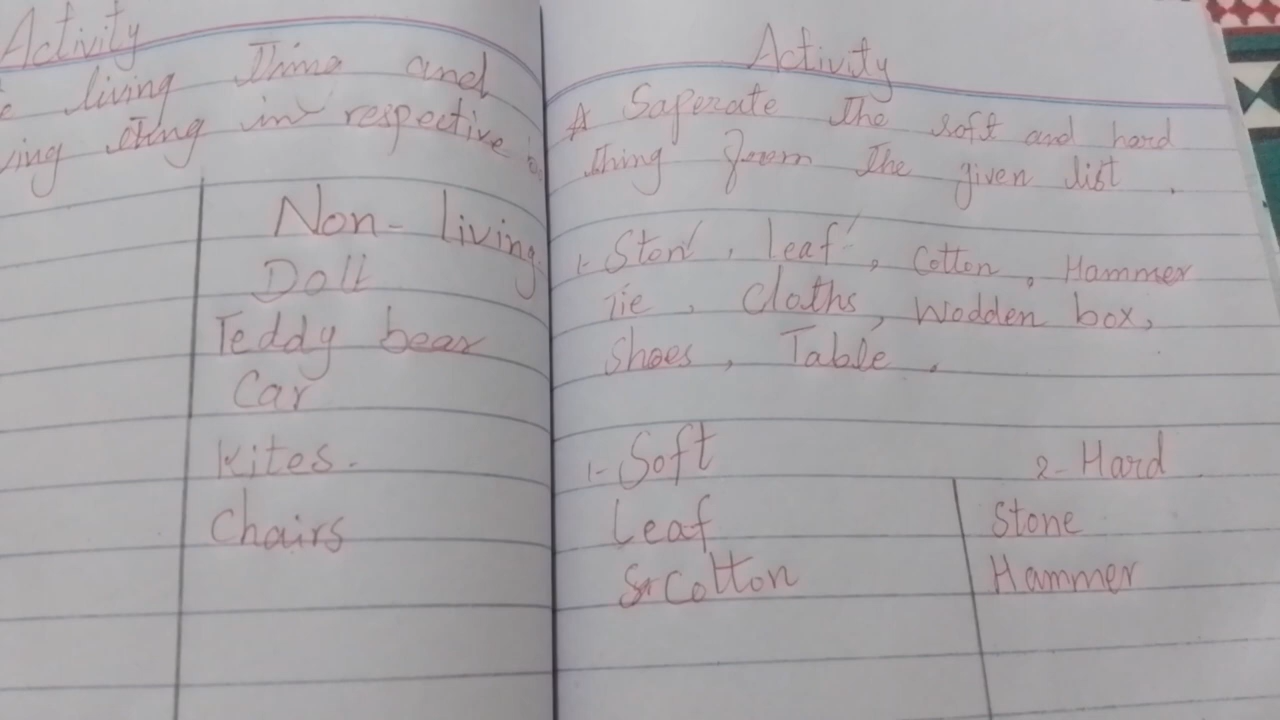 Activity
living Thing and
ving thing in respective
Non-living
Doll
Teddy bear
Car
Kites.
Chairs
Activity
A Saperate The soft and hard
Thing from The given list.
1- Ston, leaf, Cotton, Hammer
Tie, Cloths, Wodden box,
Shoes, Table.
1- Soft
2- Hard
Leaf
Stone
Cotton
Hammer